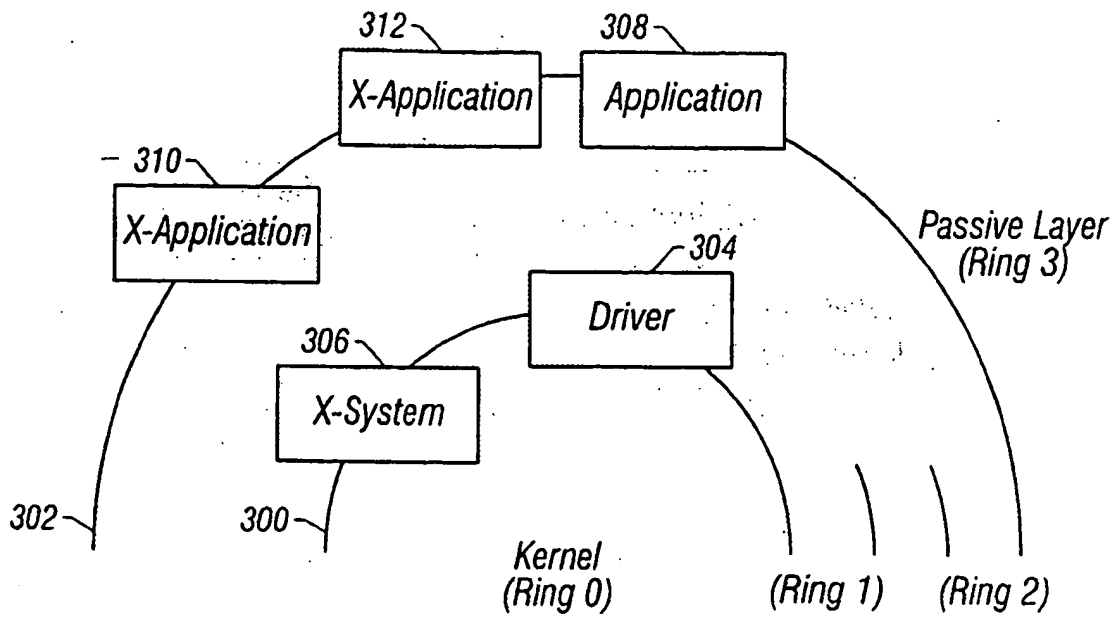 312
308
X-Application
Application
310
X-Application
Passive Layer
(Ring 3)
304
Driver
306
X-System
302
300
Kernel
(Ring 0)
(Ring 1)
(Ring 2)